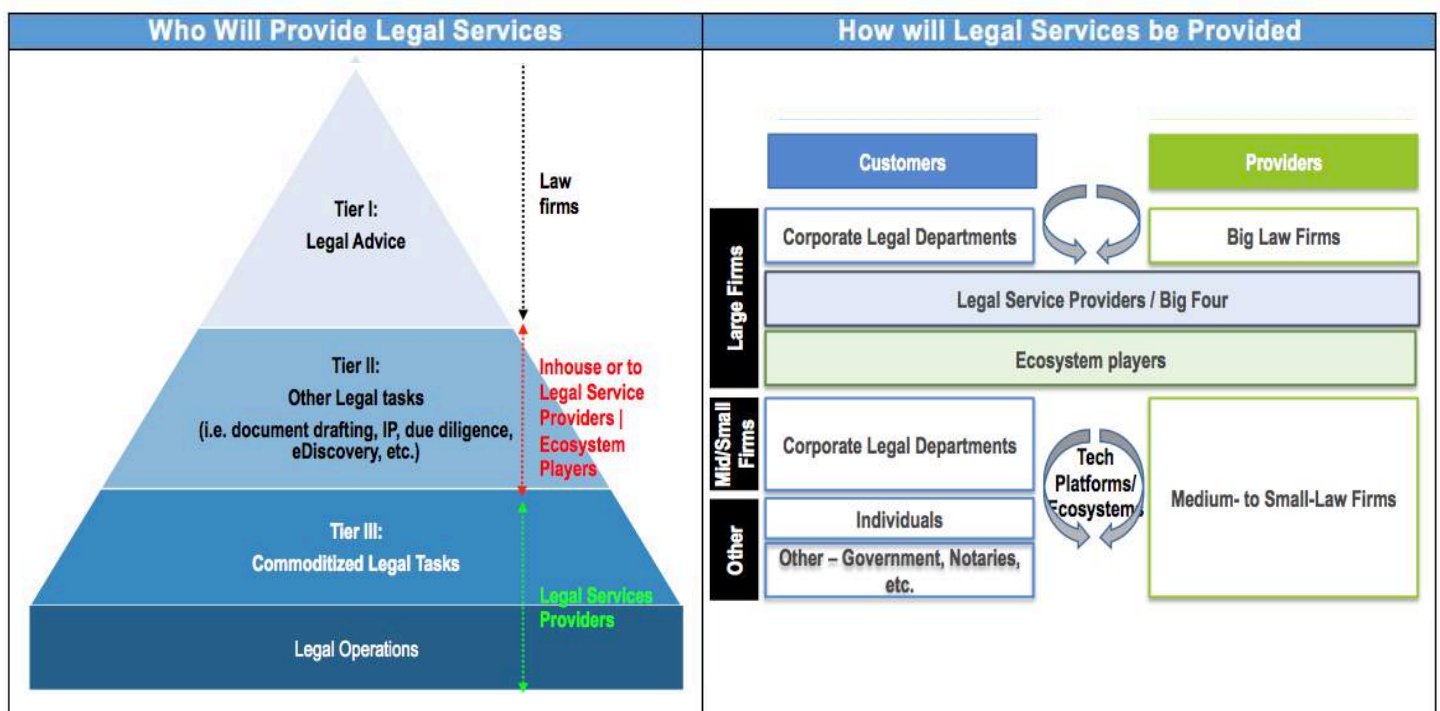 Who Will Provide Legal Services
Tier I:
Legal Advice
Law
firms
Tier II:
Other Legal tasks
(i.e. document drafting, IP, due diligence,
eDiscovery, etc.)
Inhouse or to
Legal Service
Providers |
Ecosystem
Players
Tier III:
Commoditized Legal Tasks
Legal Services
Providers
Legal Operations
How will Legal Services be Provided
Customers
Providers
Large Firms
Corporate Legal Departments
Big Law Firms
Legal Service Providers / Big Four
Ecosystem players
Mid/Small
Firms
Corporate Legal Departments
Tech
Platforms/
Ecosystems
Medium- to Small-Law Firms
Other
Individuals
Other – Government, Notaries,
etc.